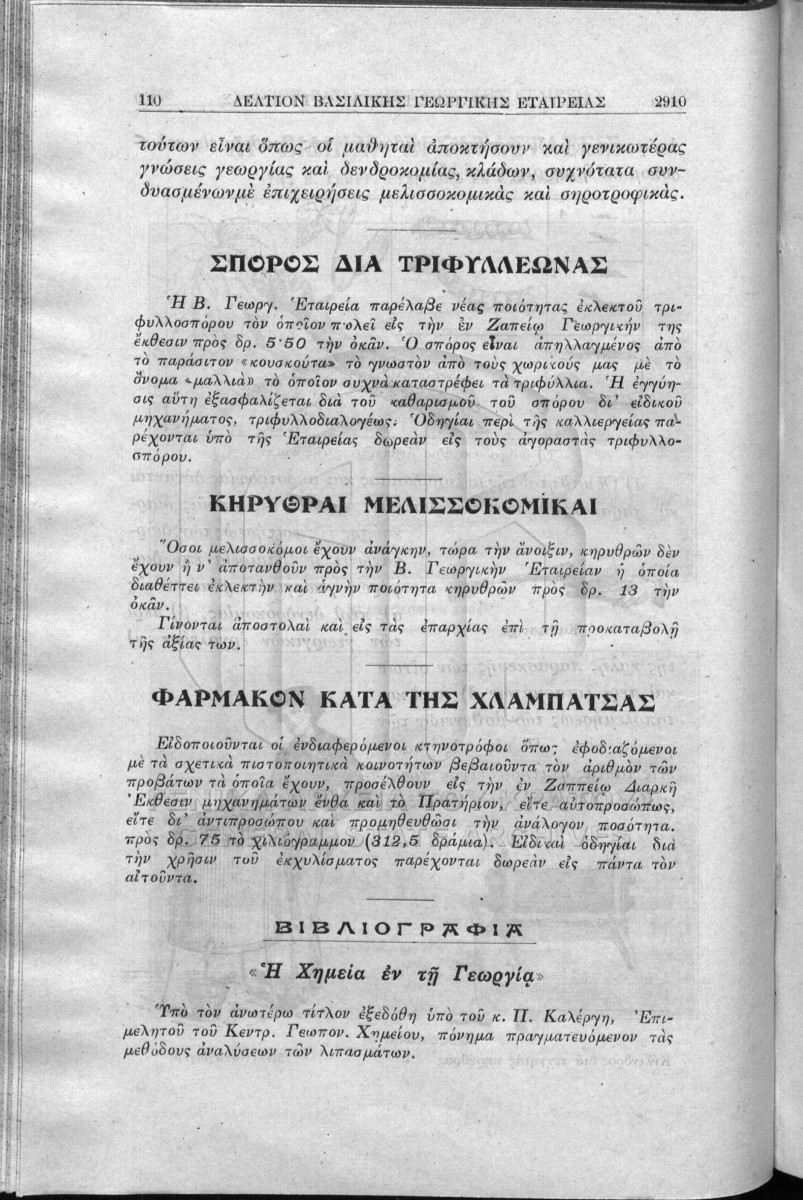 110 ΔΕΛΤΙΟΝ ΒΑΣΙΛΙΚΗΣ ΓΕΩΡΓΙΚΗΣ ΕΤΑΙΡΕΙΑΣ 2910
τούτων εἶναι ὅπως οἱ μαθηταὶ ἀποκτήσουν καὶ γενικωτέρας
γνώσεις γεωργίας καὶ δενδροκομίας, κλάδων, συχνότατα συν-
δυασμένωνμὲ ἐπιχειρήσεις μελισσοκομικὰς καὶ σηροτροφικάς.
ΣΠΟΡΟΣ ΔΙΑ ΤΡΙΦΥΛΛΕΩΝΑΣ
Ἡ Β. Γεωργ. Ἑταιρεία παρέλαβε νέας ποιότητας ἐκλεκτοῦ τρι-
φυλλοσπόρου τὸν ὁποῖον πωλεῖ εἰς τὴν ἐν Ζαπείῳ Γεωργικήν της
ἔκθεσιν πρὸς δρ. 5·50 τὴν ὀκᾶν. Ὁ σπόρος εἶναι ἀπηλλαγμένος ἀπὸ
τὸ παράσιτον «κουσκούτα» τὸ γνωστὸν ἀπὸ τοὺς χωρικούς μας μὲ τὸ
ὄνομα «μαλλιὰ» τὸ ὁποῖον συχνὰ καταστρέφει τὰ τριφύλλια. Ἡ ἐγγύη-
σις αὕτη ἐξασφαλίζεται διὰ τοῦ καθαρισμοῦ τοῦ σπόρου δι' εἰδικοῦ
μηχανήματος, τριφυλλοδιαλογέως. Ὁδηγίαι περὶ τῆς καλλιεργείας πα-
ρέχονται ὑπὸ τῆς Ἑταιρείας δωρεὰν εἰς τοὺς ἀγοραστὰς τριφυλλο-
σπόρου.
ΚΗΡΥΘΡΑΙ ΜΕΛΙΣΣΟΚΟΜΙΚΑΙ
Ὅσοι μελισσοκόμοι ἔχουν ἀνάγκην, τώρα τὴν ἄνοιξιν, κηρυθρῶν δὲν
ἔχουν ἢ ν' ἀποτανθοῦν πρὸς τὴν Β. Γεωργικὴν Ἑταιρείαν ἡ ὁποία
διαθέττει ἐκλεκτὴν καὶ ἁγνὴν ποιότητα κηρυθρῶν πρὸς δρ. 13 τὴν
ὀκᾶν.
Γίνονται ἀποστολαὶ καὶ εἰς τὰς ἐπαρχίας ἐπὶ τῇ προκαταβολῇ
τῆς ἀξίας των.
ΦΑΡΜΑΚΟΝ ΚΑΤΑ ΤΗΣ ΧΛΑΜΠΑΤΣΑΣ
Εἰδοποιοῦνται οἱ ἐνδιαφερόμενοι κτηνοτρόφοι ὅπως ἐφοδιαζόμενοι
μὲ τὰ σχετικὰ πιστοποιητικὰ κοινοτήτων βεβαιοῦντα τὸν ἀριθμὸν τῶν
προβάτων τὰ ὁποῖα ἔχουν, προσέλθουν εἰς τὴν ἐν Ζαππείῳ Διαρκῆ
Ἔκθεσιν μηχανημάτων ἔνθα καὶ τὸ Πρατήριον, εἴτε αὐτοπροσώπως,
εἴτε δι' ἀντιπροσώπου καὶ προμηθευθῶσι τὴν ἀνάλογον ποσότητα.
πρὸς δρ. 75 τὸ χιλιόγραμμον (312,5 δράμια). Εἰδικαὶ ὁδηγίαι διὰ
τὴν χρῆσιν τοῦ ἐκχυλίσματος παρέχονται δωρεὰν εἰς πάντα τὸν
αἰτοῦντα.
ΒΙΒΛΙΟΓΡΑΦΙΑ
«Ἡ Χημεία ἐν τῇ Γεωργίᾳ»
Ὑπὸ τὸν ἀνωτέρω τίτλον ἐξεδόθη ὑπὸ τοῦ κ. Π. Καλέργη, Ἐπι-
μελητοῦ τοῦ Κεντρ. Γεωπον. Χημείου, πόνημα πραγματευόμενον τὰς
μεθόδους ἀναλύσεων τῶν λιπασμάτων.